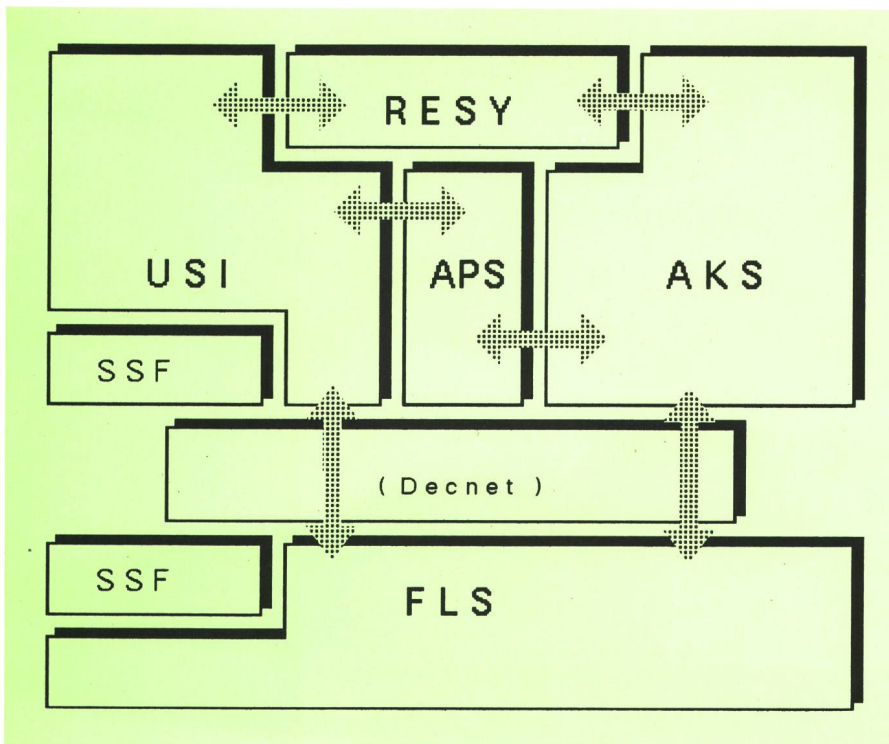 RESY
USI
APS
AKS
SSF
( Decnet )
SSF
FLS